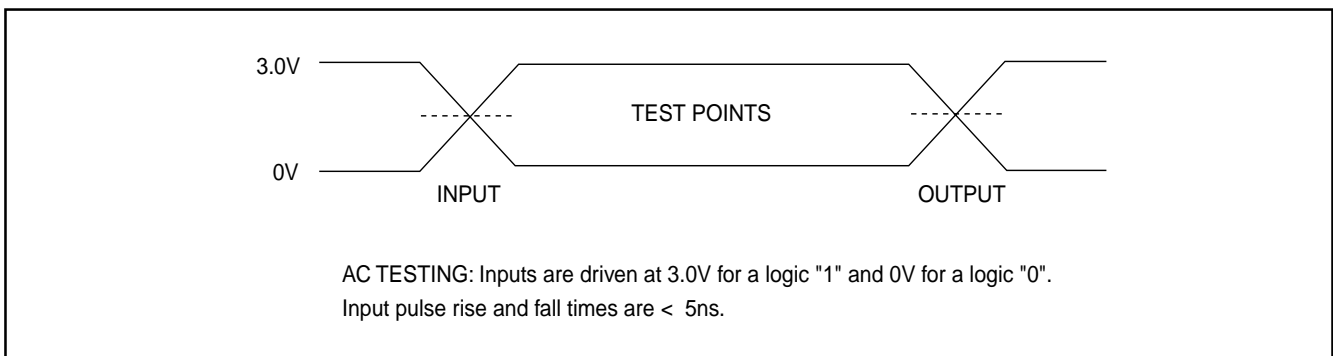 3.0V
TEST POINTS
0V
INPUT
OUTPUT
AC TESTING: Inputs are driven at 3.0V for a logic "1" and 0V for a logic "0".
Input pulse rise and fall times are < 5ns.